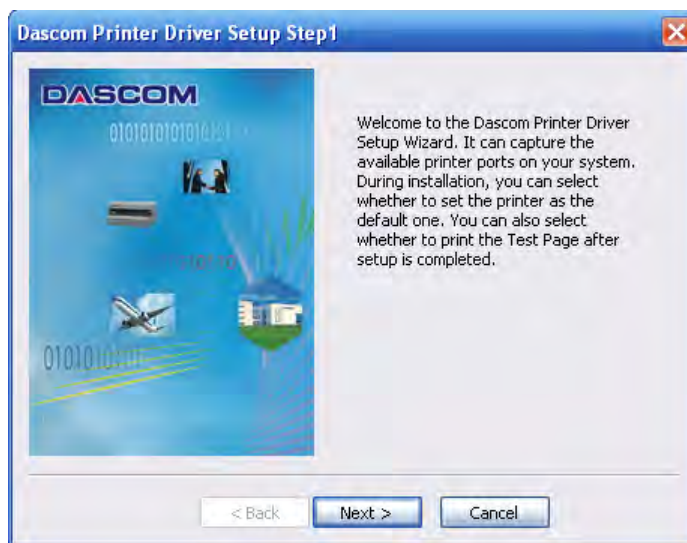 Dascom Printer Driver Setup Step1
DASCOM
Welcome to the Dascom Printer Driver
Setup Wizard. It can capture the
available printer ports on your system.
During installation, you can select
whether to set the printer as the
default one. You can also select
whether to print the Test Page after
setup is completed.
< Back
Next >
Cancel